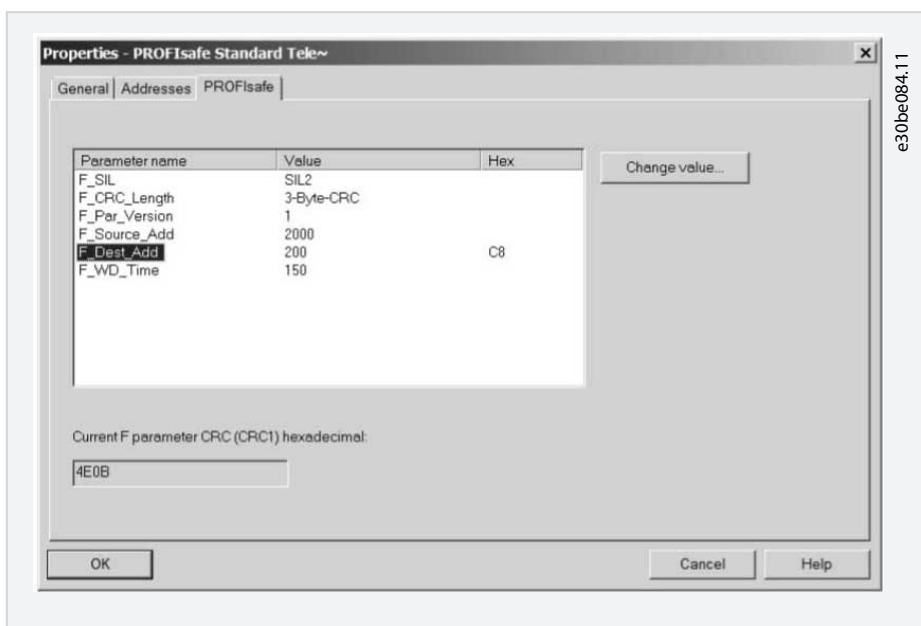 Properties - PROFIsafe Standard Tele~
General Addresses PROFIsafe
Parameter name Value Hex
F_SIL SIL2
F_CRC_Length 3-Byte-CRC
F_Par_Version 1
F_Source_Add 2000
F_Dest_Add 200 C8
F_WD_Time 150
Change value...
Current F parameter CRC (CRC1) hexadecimal:
4E0B
OK Cancel Help
e30be084.11